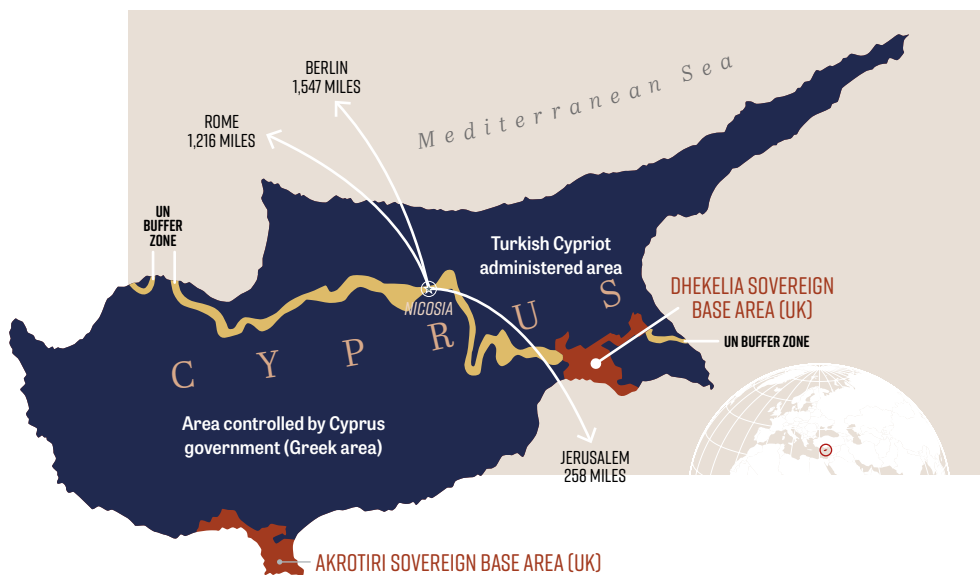 BERLIN
1,547 MILES
ROME
1,216 MILES
Mediterranean Sea
UN
BUFFER
ZONE
Turkish Cypriot
administered area
DHEKELIA SOVEREIGN
BASE AREA (UK)
NICOSIA
CYPRUS
UN BUFFER ZONE
Area controlled by Cyprus
government (Greek area)
JERUSALEM
258 MILES
AKROTIRI SOVEREIGN BASE AREA (UK)